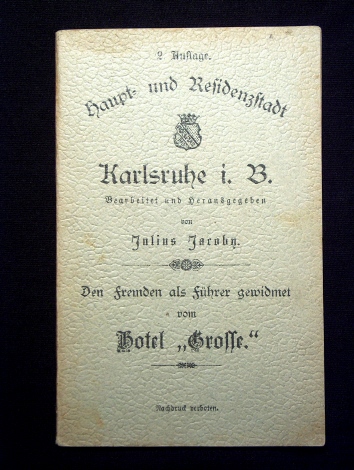 2 Auflage.
Haupt- und Residenzstadt
Karlsruhe i. B.
Bearbeitet und Herausgegeben
von
Julius Jacoby.
Den Fremden als Führer gewidmet
vom
Hotel „Grosse.“
Nachdruck verboten.